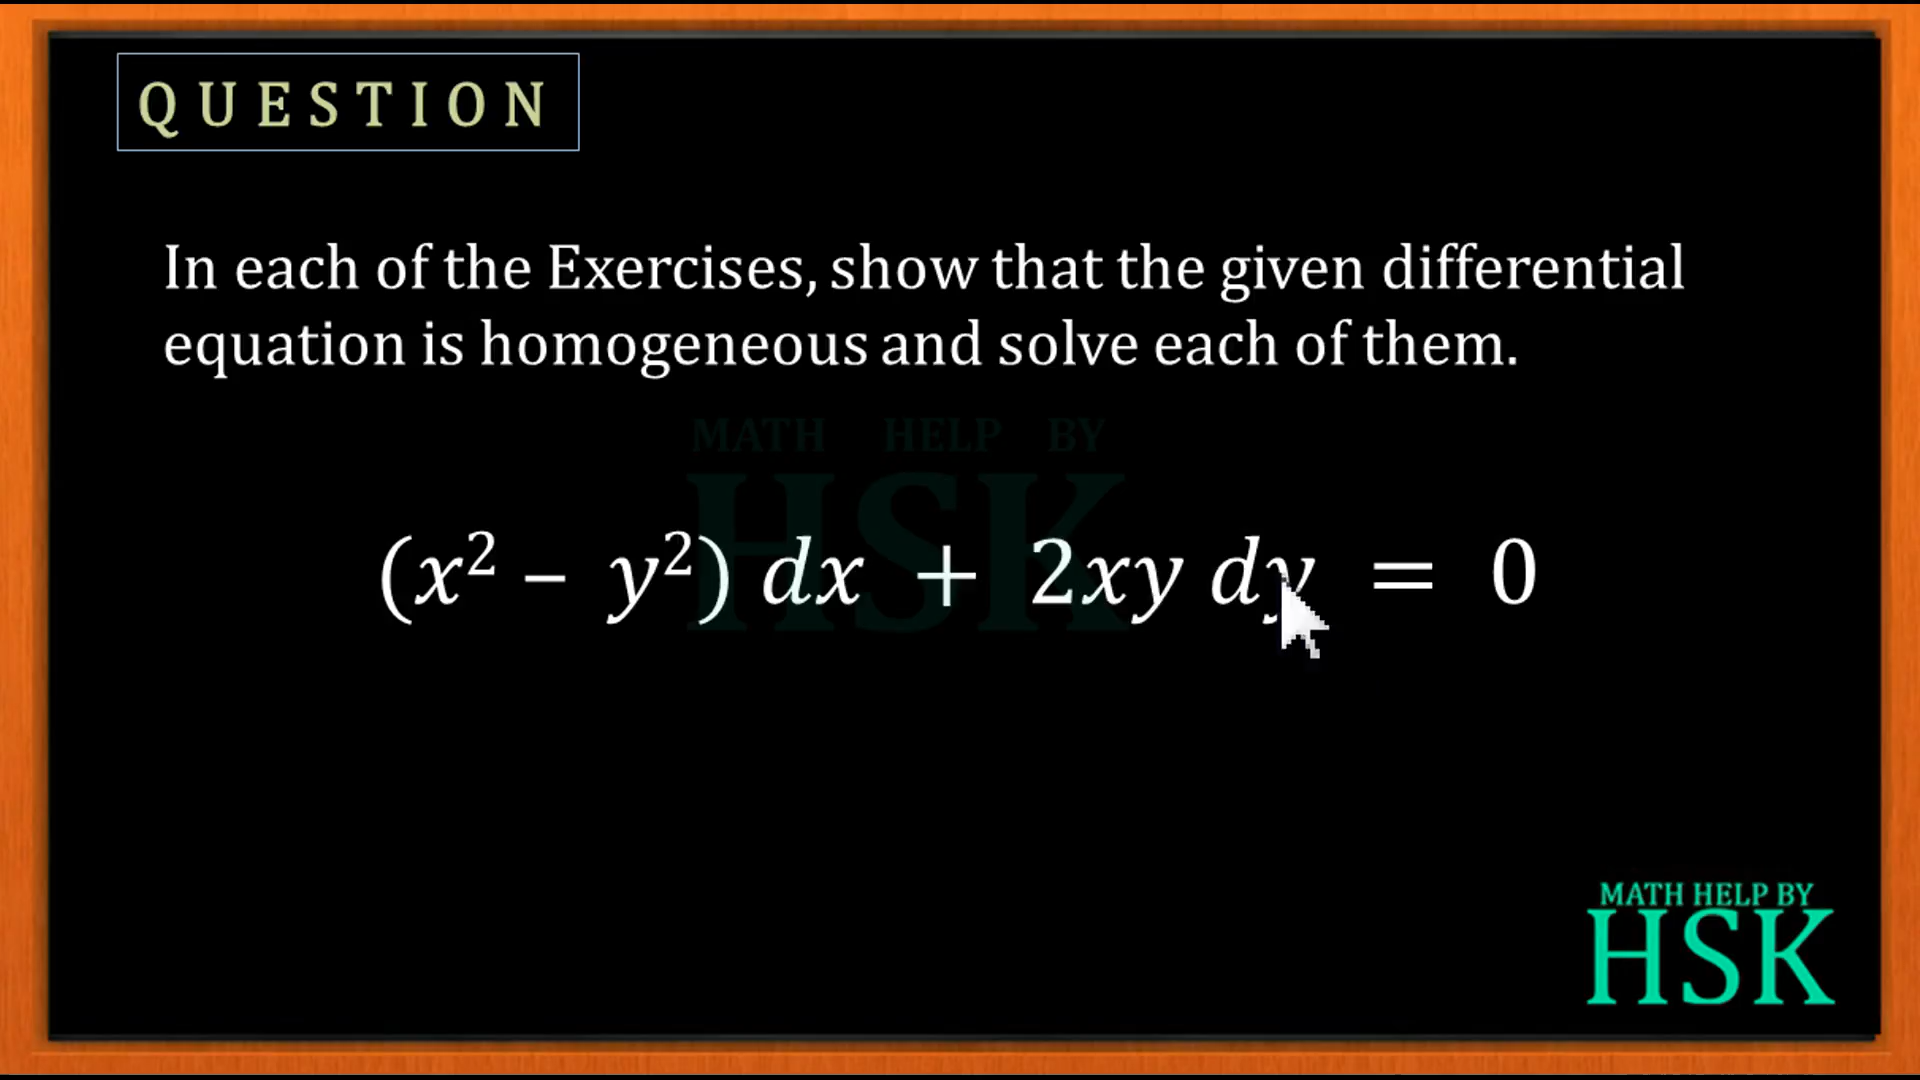 QUESTION
In each of the Exercises, show that the given differential
equation is homogeneous and solve each of them.
MATH HELP BY
HSK
(x² – y²) dx + 2xy dy = 0
MATH HELP BY
HSK